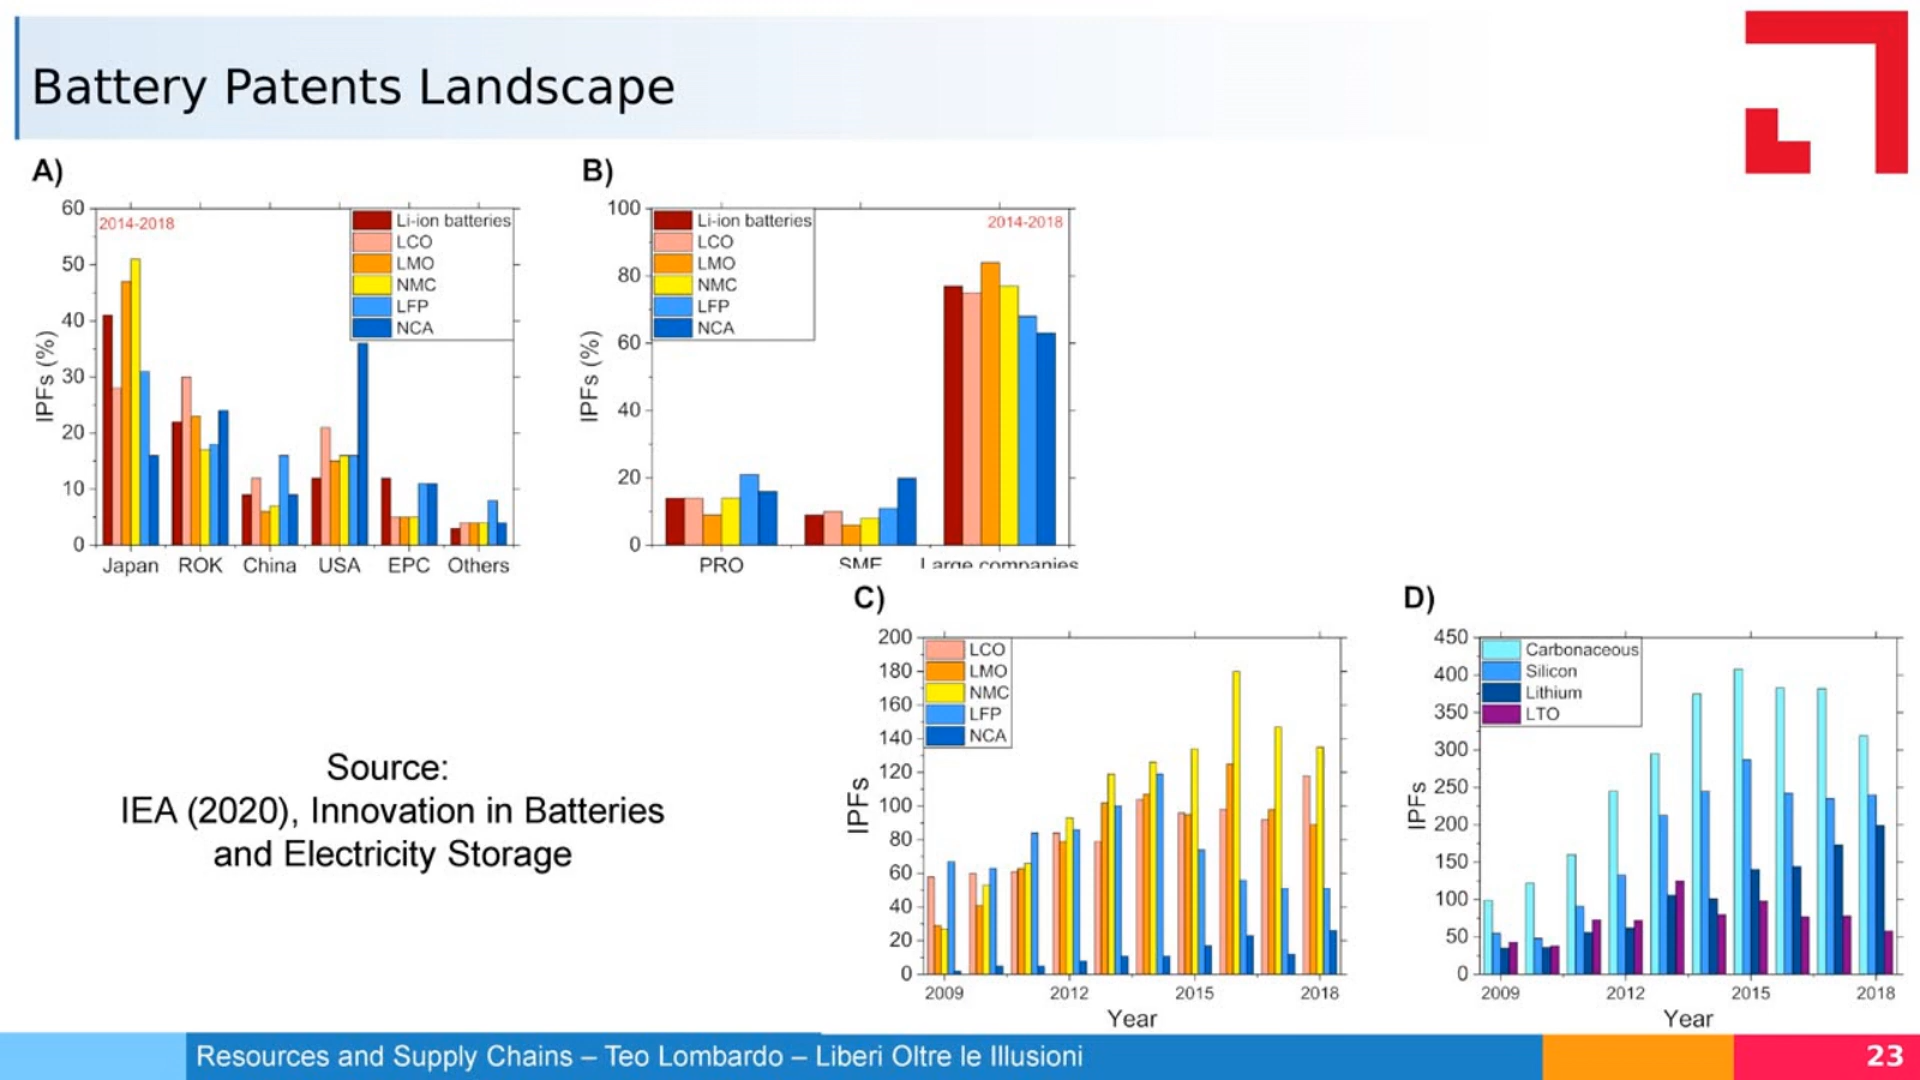 Battery Patents Landscape
A)
60
50
40
30
20
10
0
IPFs (%)
2014-2018
Li-ion batteries
LCO
LMO
NMC
LFP
NCA
Japan ROK China USA EPC Others
B)
100
80
60
40
20
0
IPFs (%)
Li-ion batteries
LCO
LMO
NMC
LFP
NCA
2014-2018
PRO SME Large companies
Source:
IEA (2020), Innovation in Batteries
and Electricity Storage
C)
200
180
160
140
120
100
80
60
40
20
0
IPFs
LCO
LMO
NMC
LFP
NCA
2009 2012 2015 2018
Year
D)
450
400
350
300
250
200
150
100
50
0
IPFs
Carbonaceous
Silicon
Lithium
LTO
2009 2012 2015 2018
Year
Resources and Supply Chains – Teo Lombardo – Liberi Oltre le Illusioni
23